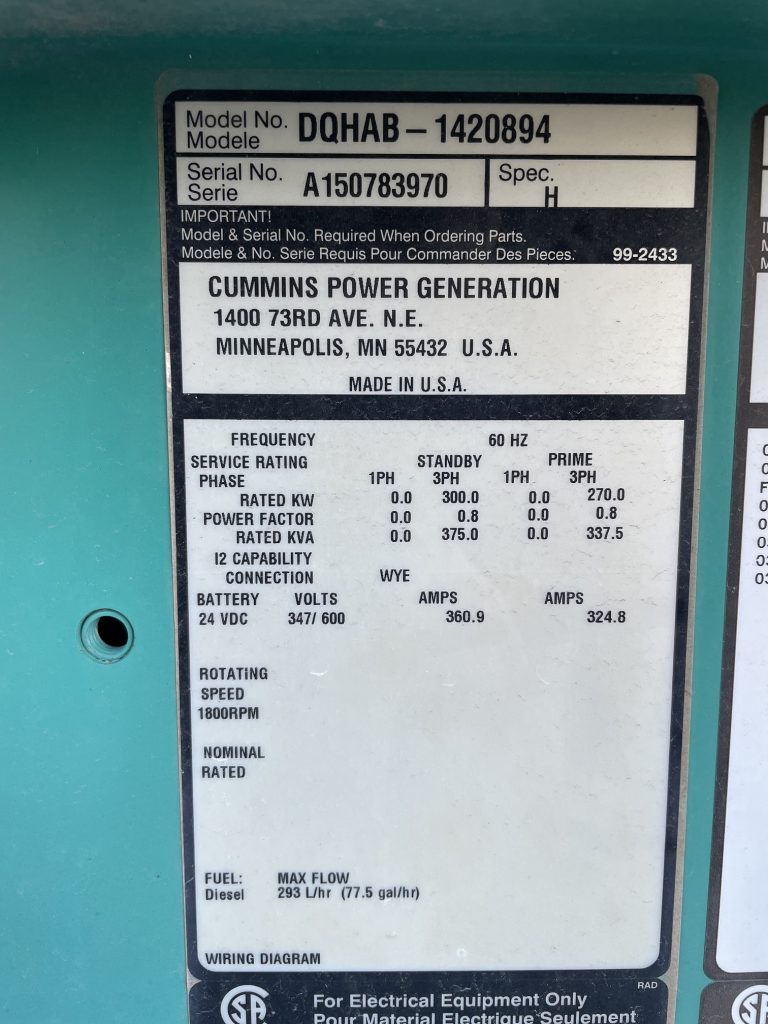 Model No. DQHAB - 1420894
Modele
Serial No. A150783970 Spec. H
Serie
IMPORTANT!
Model & Serial No. Required When Ordering Parts.
Modele & No. Serie Requis Pour Commander Des Pieces. 99-2433
CUMMINS POWER GENERATION
1400 73RD AVE. N.E.
MINNEAPOLIS, MN 55432 U.S.A.
MADE IN U.S.A.
FREQUENCY 60 HZ
SERVICE RATING STANDBY PRIME
PHASE 1PH 3PH 1PH 3PH
RATED KW 0.0 300.0 0.0 270.0
POWER FACTOR 0.0 0.8 0.0 0.8
RATED KVA 0.0 375.0 0.0 337.5
I2 CAPABILITY
CONNECTION WYE
BATTERY VOLTS AMPS AMPS
24 VDC 347/ 600 360.9 324.8
ROTATING
SPEED
1800RPM
NOMINAL
RATED
FUEL: MAX FLOW
Diesel 293 L/hr (77.5 gal/hr)
WIRING DIAGRAM
RAD
SA For Electrical Equipment Only
Pour Material Electrique Seulement